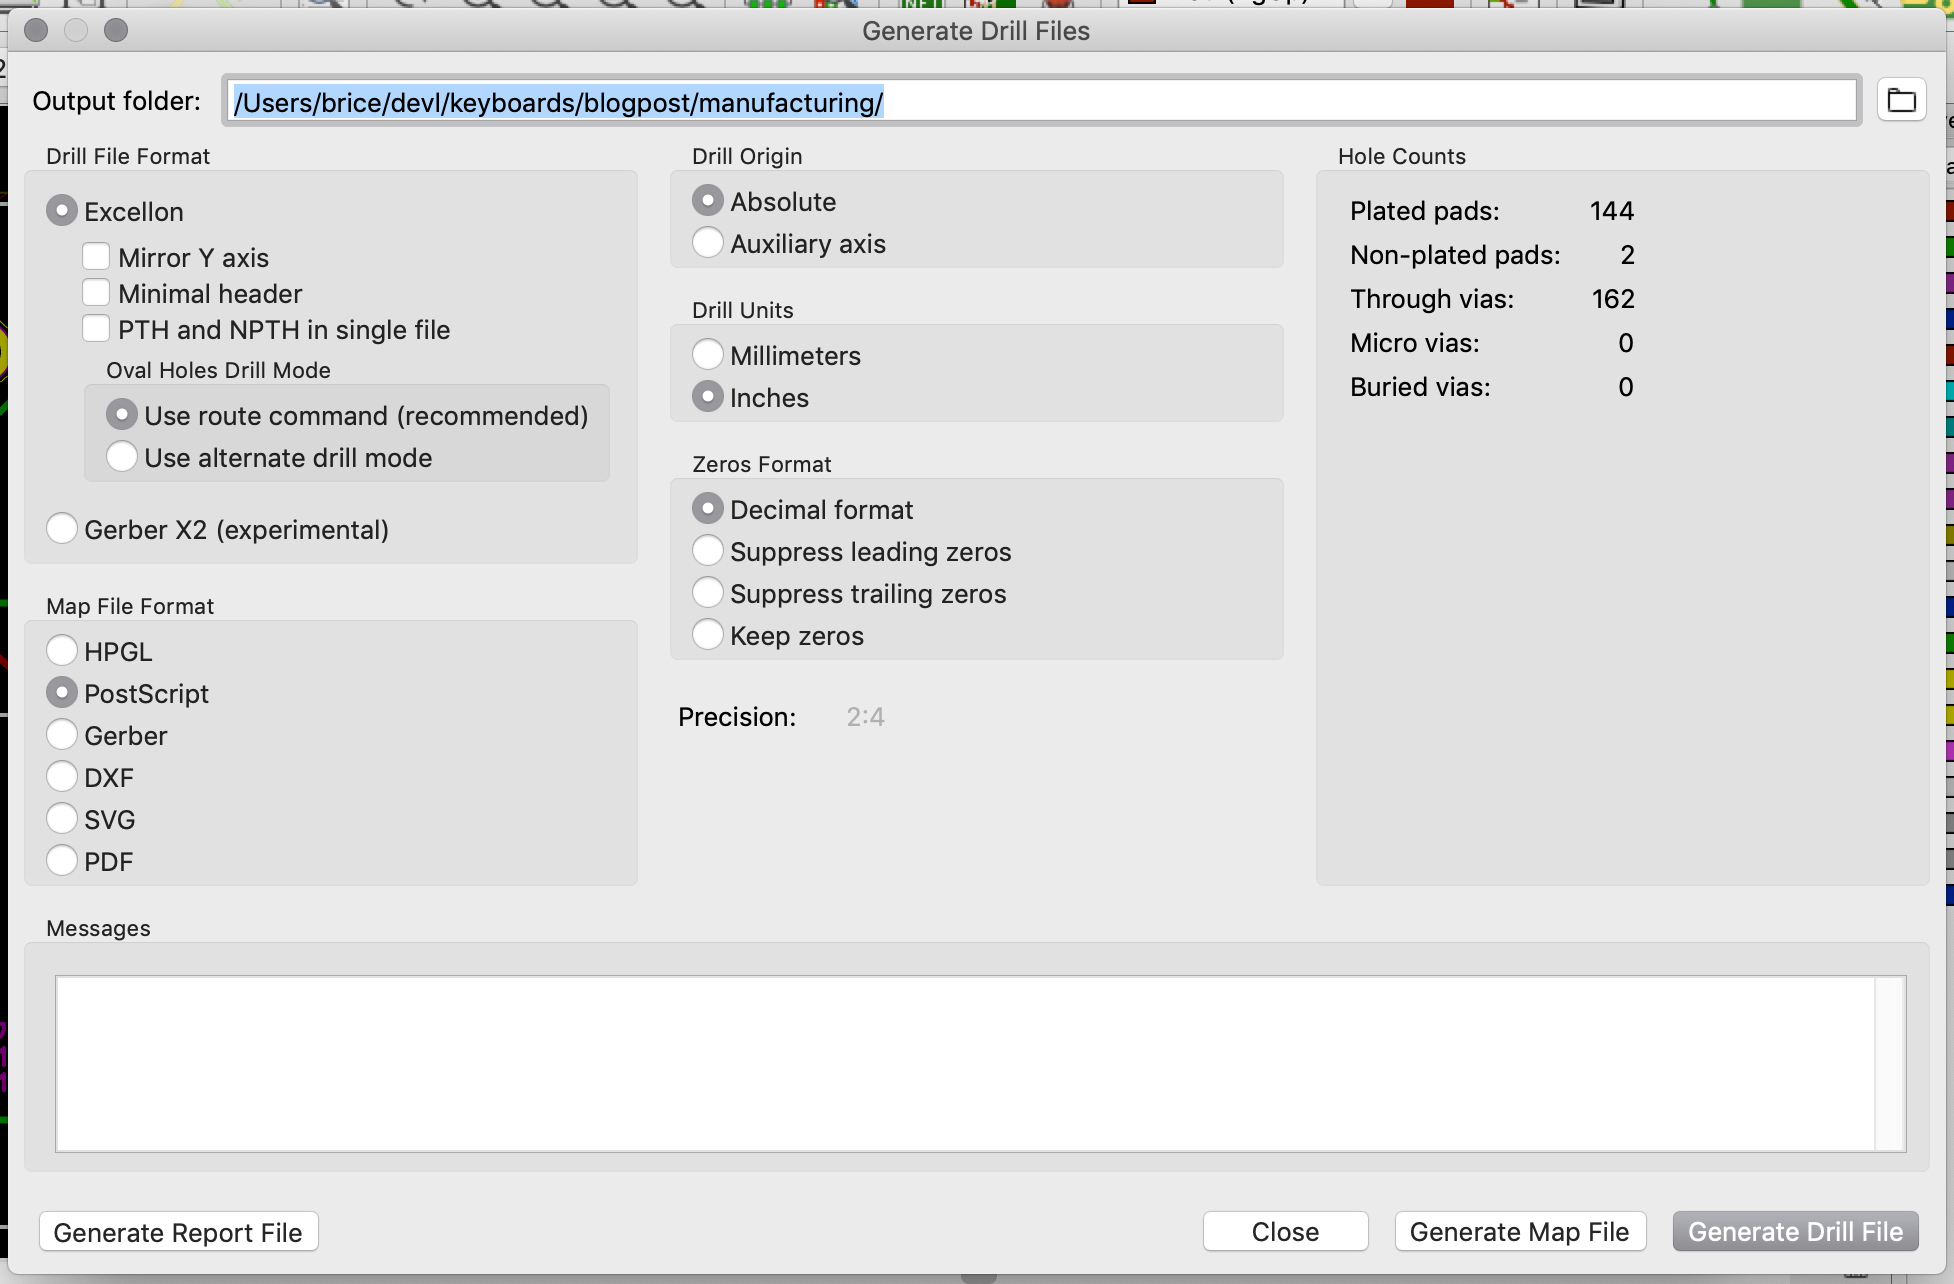 Generate Drill Files
Output folder: /Users/brice/devl/keyboards/blogpost/manufacturing/
Drill File Format
Excellon
Mirror Y axis
Minimal header
PTH and NPTH in single file
Oval Holes Drill Mode
Use route command (recommended)
Use alternate drill mode
Gerber X2 (experimental)
Map File Format
HPGL
PostScript
Gerber
DXF
SVG
PDF
Drill Origin
Absolute
Auxiliary axis
Drill Units
Millimeters
Inches
Zeros Format
Decimal format
Suppress leading zeros
Suppress trailing zeros
Keep zeros
Precision: 2:4
Hole Counts
Plated pads: 144
Non-plated pads: 2
Through vias: 162
Micro vias: 0
Buried vias: 0
Messages
Generate Report File
Close
Generate Map File
Generate Drill File